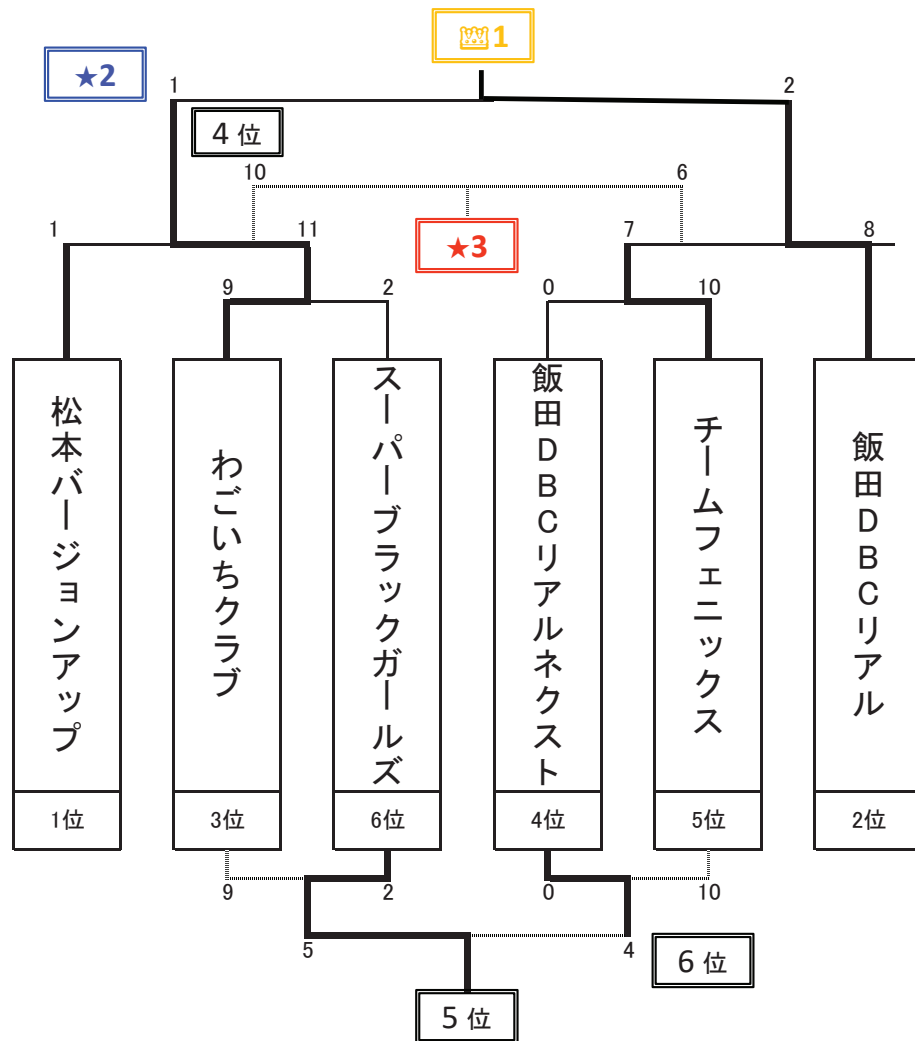 👑1
★2
1
2
4位
10
6
1
11
★3
7
8
9
2
0
10
松本バージョンアップ
わごいちクラブ
スーパーブラックガールズ
飯田DBCリアルネクスト
チームフェニックス
飯田DBCリアル
1位
3位
6位
4位
5位
2位
9
2
0
10
5
4
6位
5位